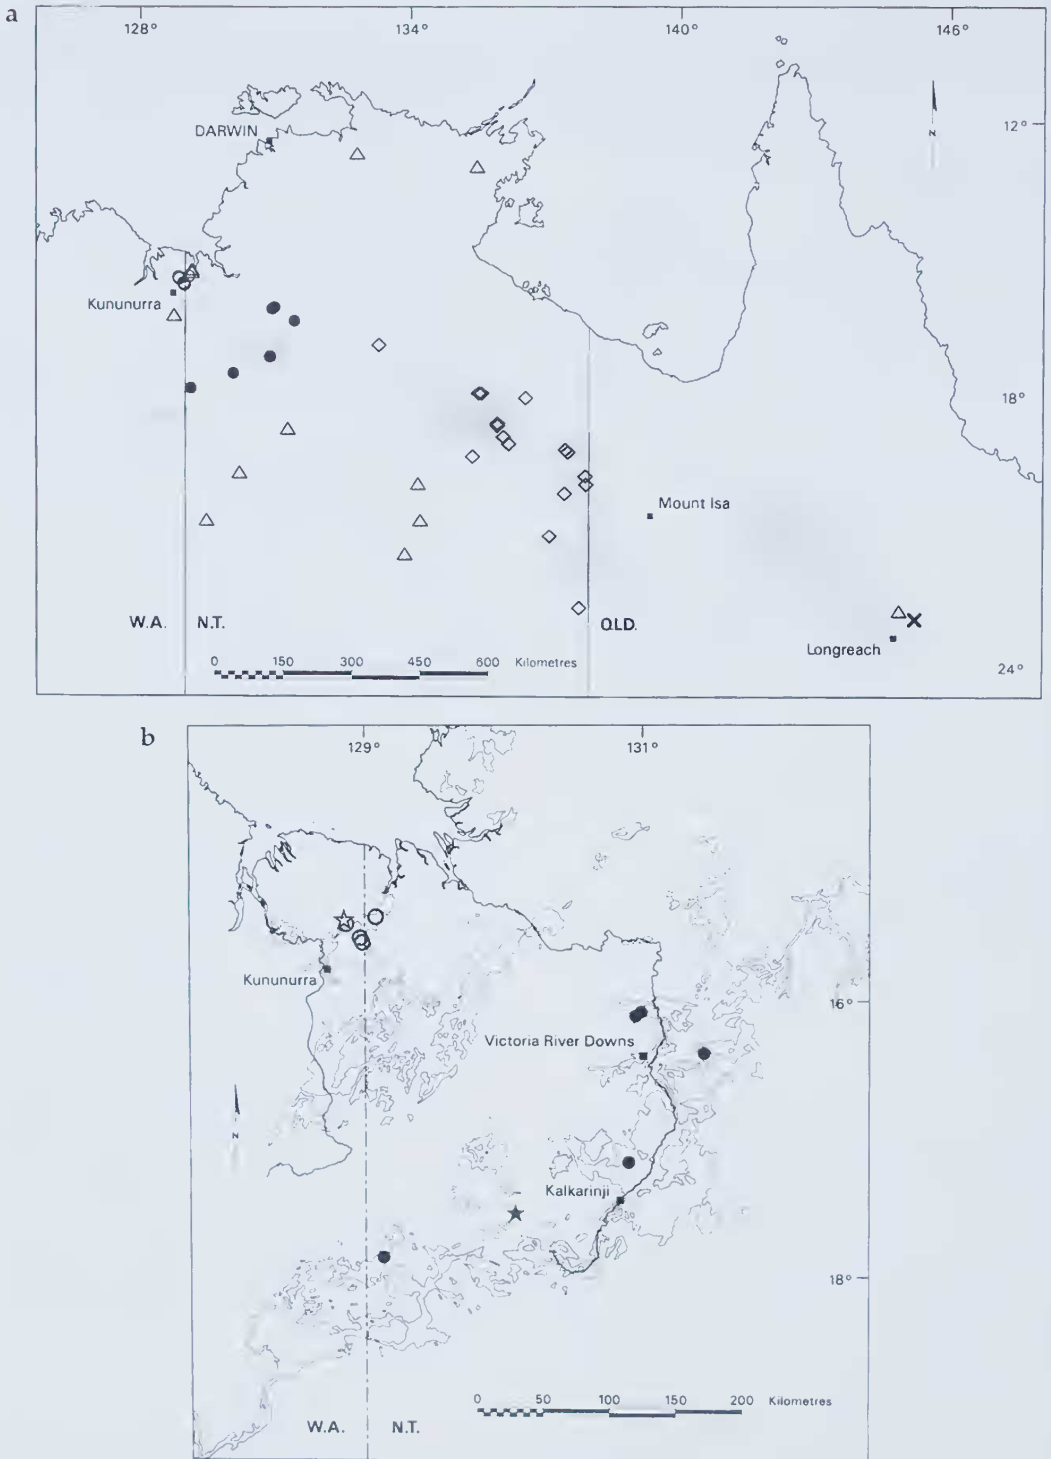 a
128° 134° 140° 146°
DARWIN
12°
N
Kununurra
18°
Mount Isa
W.A. N.T. QLD.
Longreach
0 150 300 450 600 Kilometres
24°
b
129° 131°
Kununurra
16°
Victoria River Downs
N
Kalkarinji
18°
0 50 100 150 200 Kilometres
W.A. N.T.